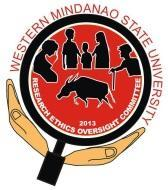 WESTERN MINDANAO STATE UNIVERSITY
2013
RESEARCH ETHICS OVERSIGHT COMMITTEE